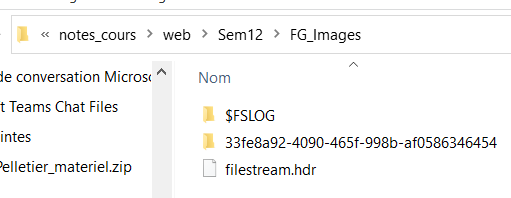 « notes_cours > web > Sem12 > FG_Images
de conversation Microso
Nom
t Teams Chat Files
$FSLOG
intes
33fe8a92-4090-465f-998b-af0586346454
Pelletier_materiel.zip
filestream.hdr